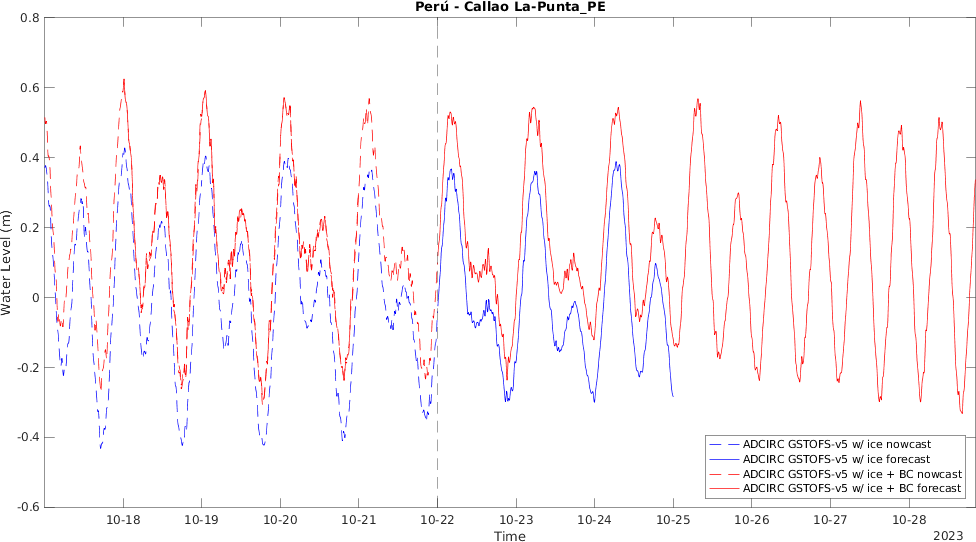 Perú - Callao La-Punta_PE
0.8
0.6
0.4
0.2
0
-0.2
-0.4
-0.6
Water Level (m)
10-18 10-19 10-20 10-21 10-22 10-23 10-24 10-25 10-26 10-27 10-28
Time
2023
ADCIRC GSTOFS-v5 w/ ice nowcast
ADCIRC GSTOFS-v5 w/ ice forecast
ADCIRC GSTOFS-v5 w/ ice + BC nowcast
ADCIRC GSTOFS-v5 w/ ice + BC forecast